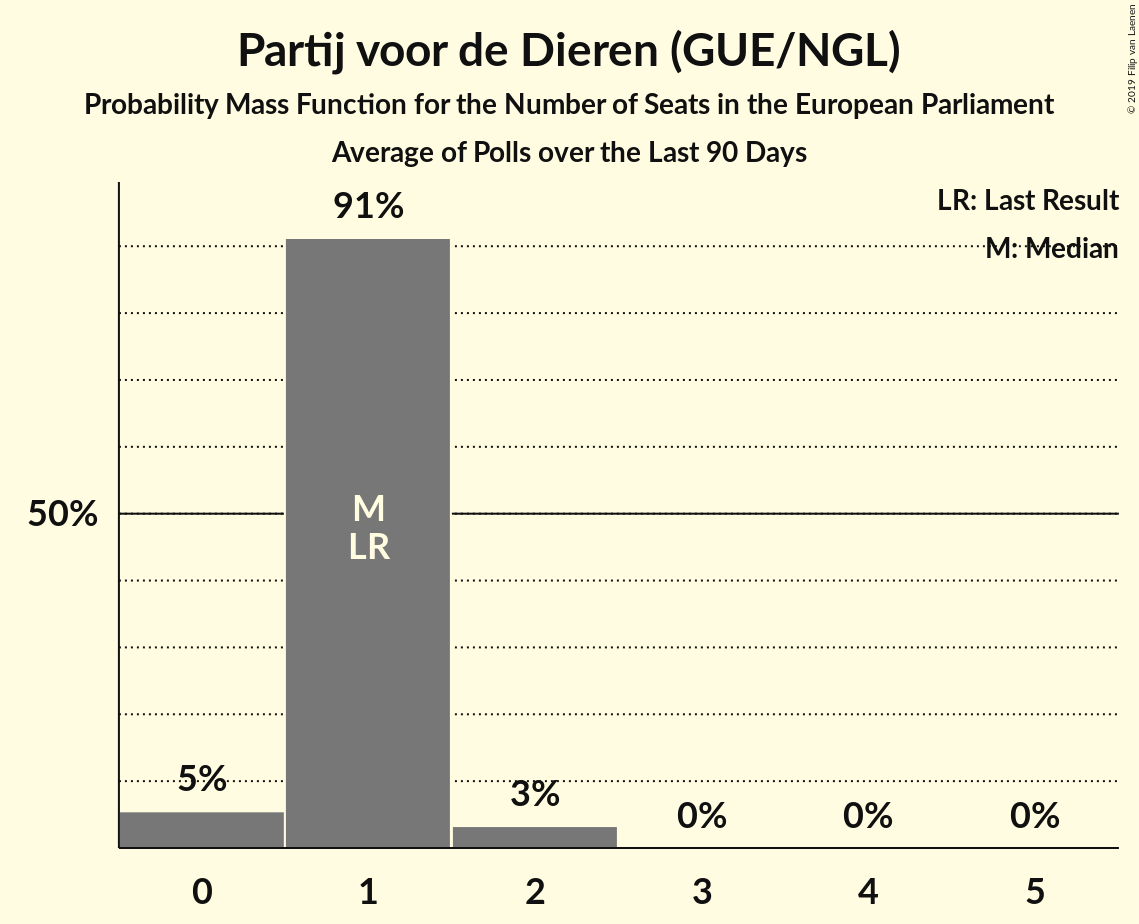 Partij voor de Dieren (GUE/NGL)
Probability Mass Function for the Number of Seats in the European Parliament
Average of Polls over the Last 90 Days
© 2019 Filip van Laenen
LR: Last Result
M: Median
91%
50%
M
LR
5%
3%
0%
0%
0%
0
1
2
3
4
5